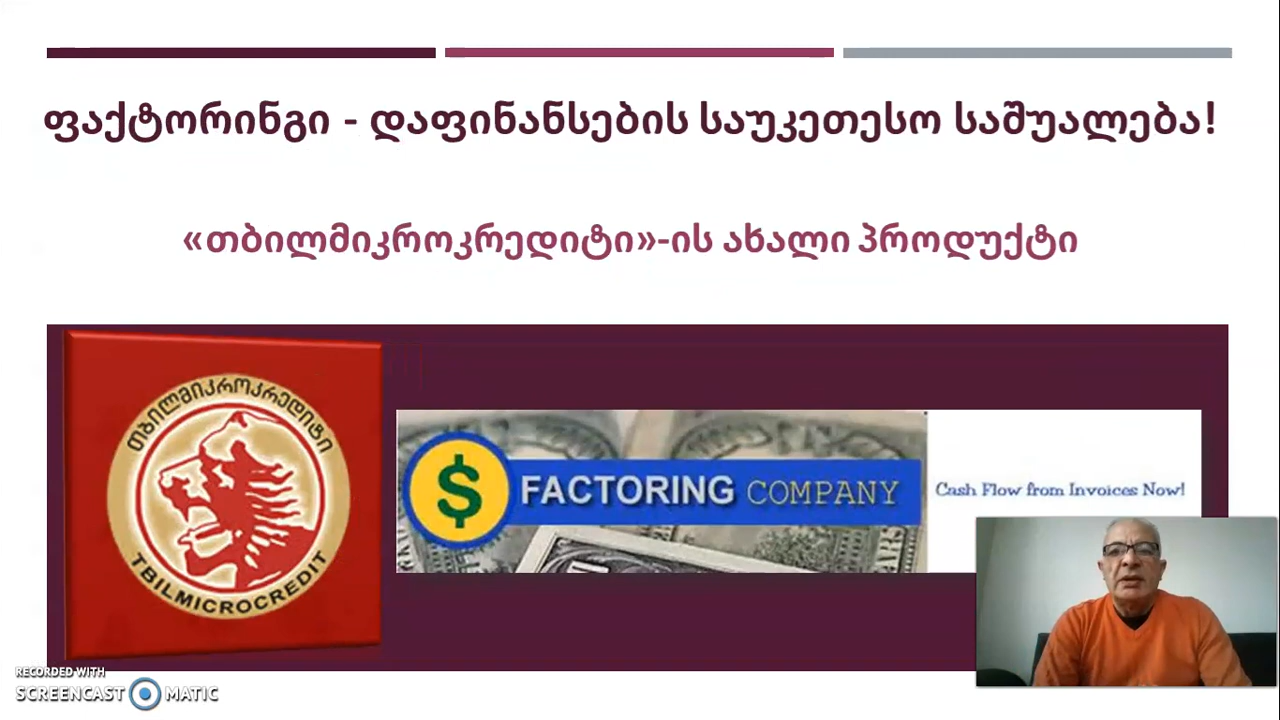 ფაქტორინგი - დაფინანსების საუკეთესო საშუალება!
«თბილმიკროკრედიტი»-ის ახალი პროდუქტი
თბილმიკროკრედიტი
TBILMICROCREDIT
$ FACTORING COMPANY
Cash Flow from Invoices Now!
RECORDED WITH
SCREENCAST MATIC